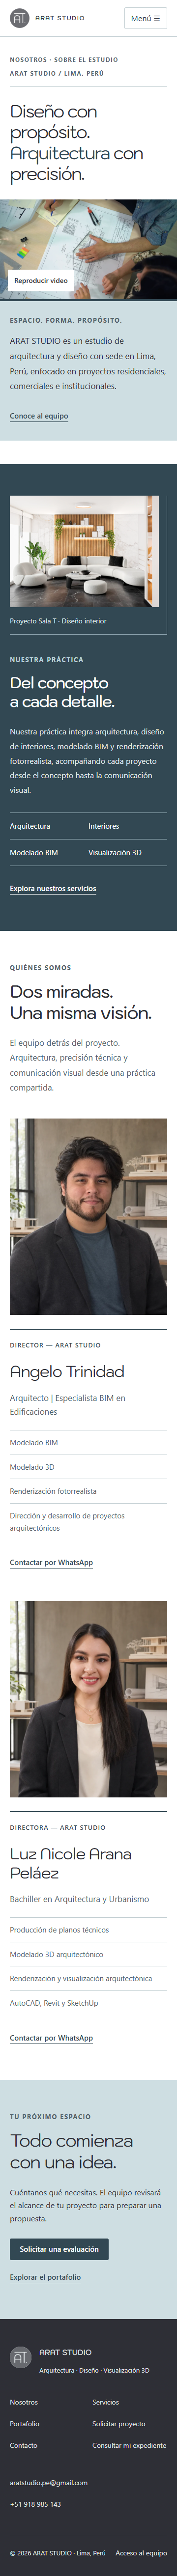 ARAT STUDIO
Menú ☰
NOSOTROS · SOBRE EL ESTUDIO
ARAT STUDIO / LIMA, PERÚ
Diseño con
propósito.
Arquitectura con
precisión.
Reproducir video
ESPACIO. FORMA. PROPÓSITO.
ARAT STUDIO es un estudio de
arquitectura y diseño con sede en Lima,
Perú, enfocado en proyectos residenciales,
comerciales e institucionales.
Conoce al equipo
Proyecto Sala T · Diseño interior
NUESTRA PRÁCTICA
Del concepto
a cada detalle.
Nuestra práctica integra arquitectura, diseño
de interiores, modelado BIM y renderización
fotorrealista, acompañando cada proyecto
desde el concepto hasta la comunicación
visual.
Arquitectura
Interiores
Modelado BIM
Visualización 3D
Explora nuestros servicios
QUIÉNES SOMOS
Dos miradas.
Una misma visión.
El equipo detrás del proyecto.
Arquitectura, precisión técnica y
comunicación visual desde una práctica
compartida.
DIRECTOR — ARAT STUDIO
Angelo Trinidad
Arquitecto | Especialista BIM en
Edificaciones
Modelado BIM
Modelado 3D
Renderización fotorrealista
Dirección y desarrollo de proyectos
arquitectónicos
Contactar por WhatsApp
DIRECTORA — ARAT STUDIO
Luz Nicole Arana
Peláez
Bachiller en Arquitectura y Urbanismo
Producción de planos técnicos
Modelado 3D arquitectónico
Renderización y visualización arquitectónica
AutoCAD, Revit y SketchUp
Contactar por WhatsApp
TU PRÓXIMO ESPACIO
Todo comienza
con una idea.
Cuéntanos qué necesitas. El equipo revisará
el alcance de tu proyecto para preparar una
propuesta.
Solicitar una evaluación
Explorar el portafolio
ARAT STUDIO
Arquitectura · Diseño · Visualización 3D
Nosotros
Servicios
Portafolio
Solicitar proyecto
Contacto
Consultar mi expediente
aratstudio.pe@gmail.com
+51 918 985 143
© 2026 ARAT STUDIO · Lima, Perú
Acceso al equipo